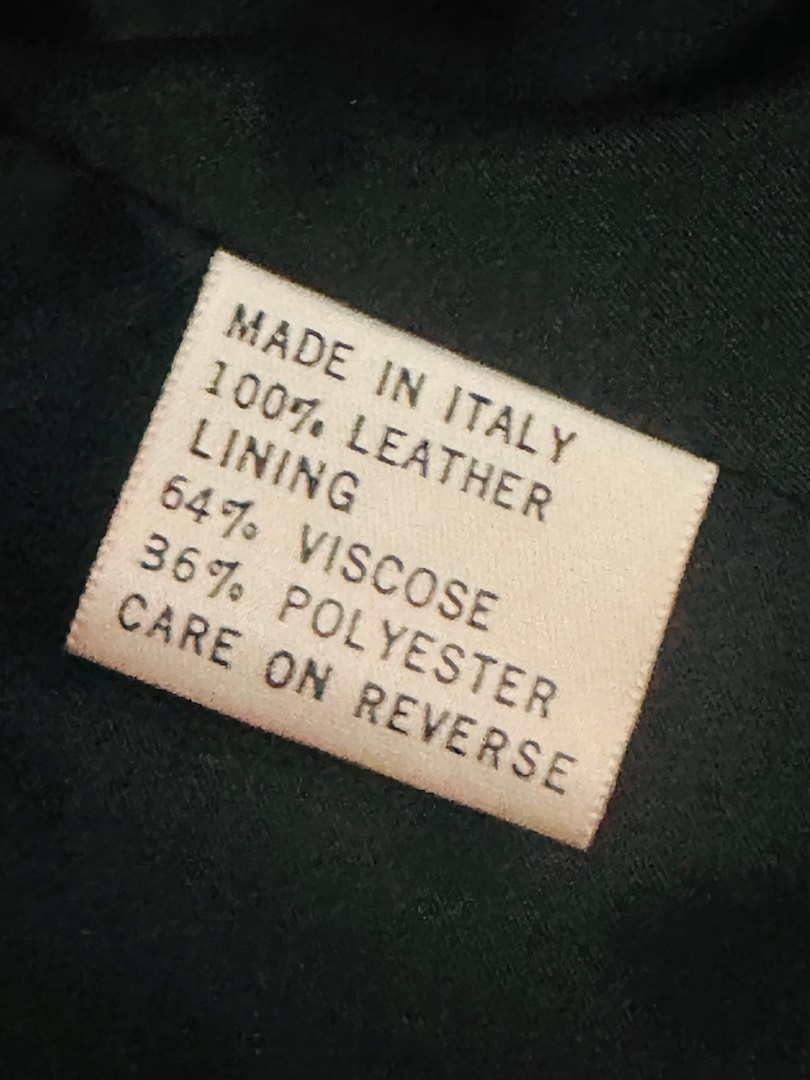 MADE IN ITALY
100% LEATHER
LINING
64% VISCOSE
36% POLYESTER
CARE ON REVERSE